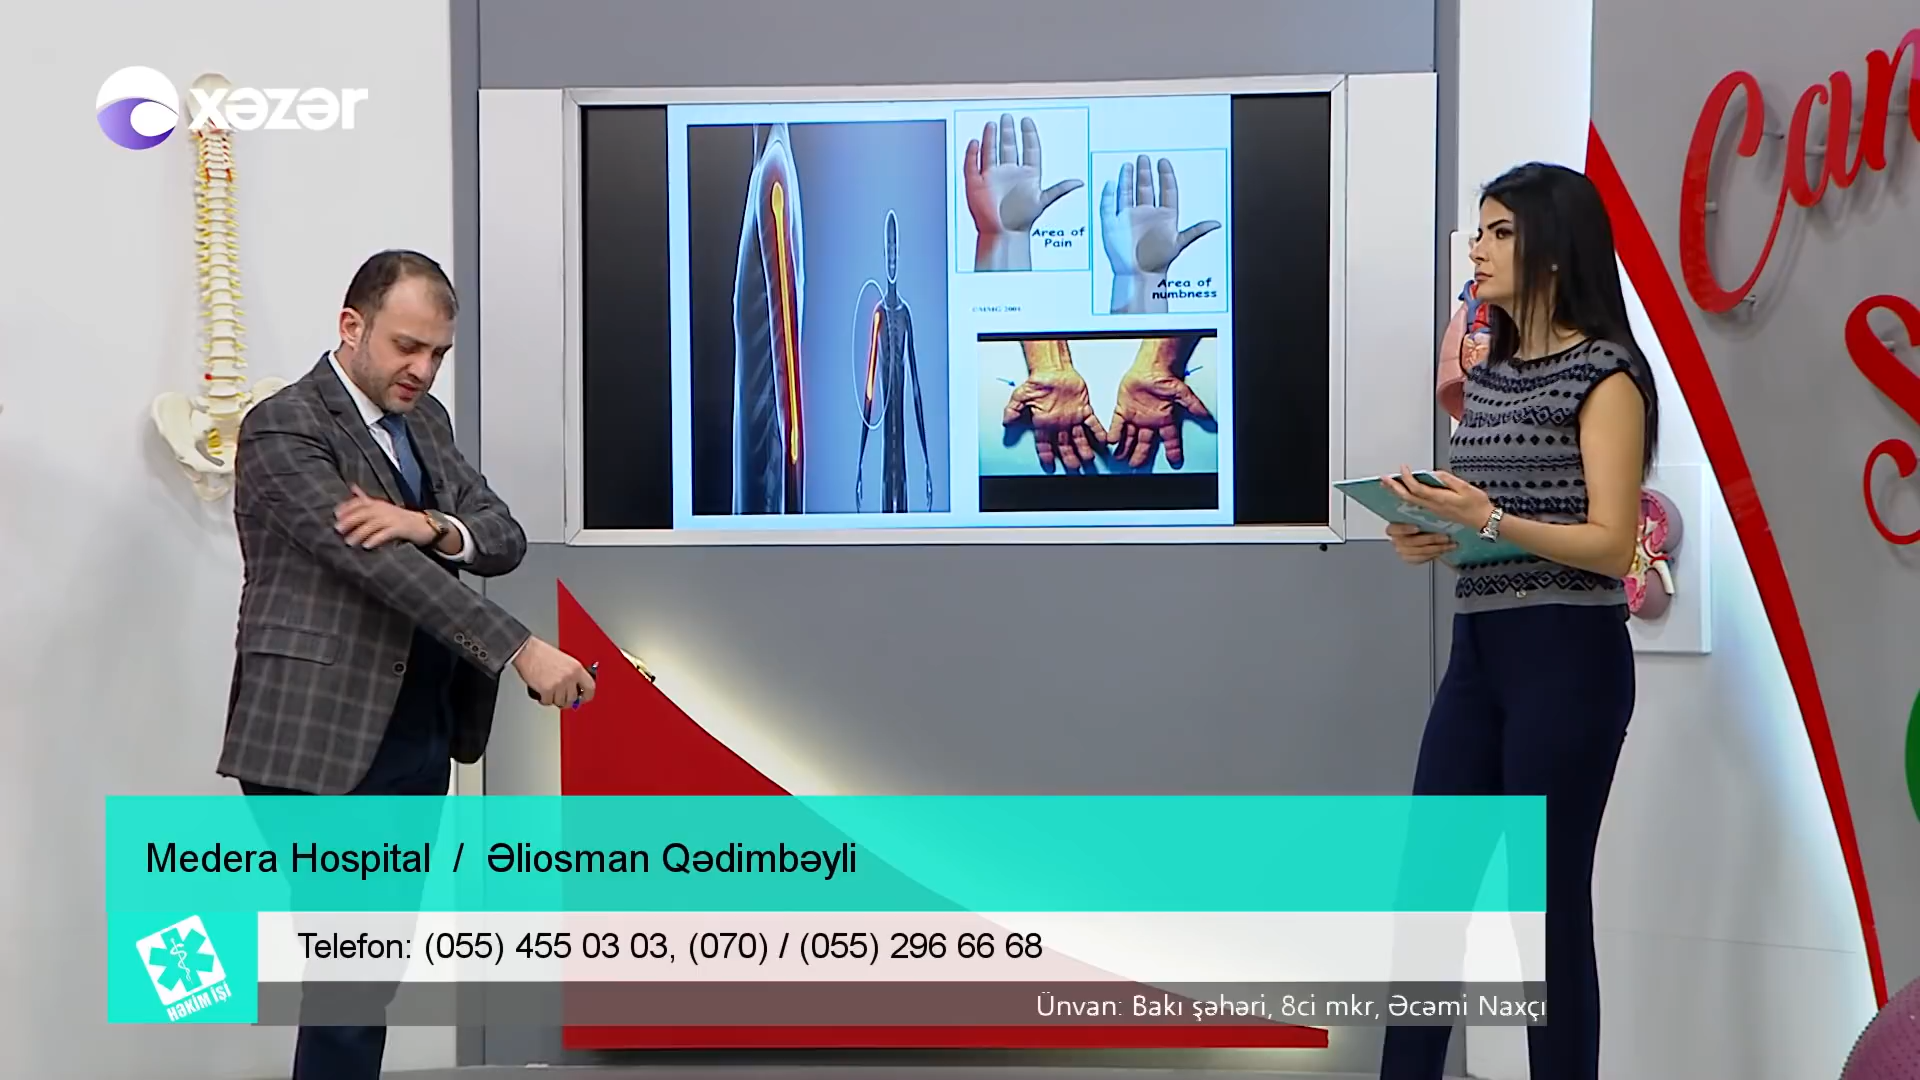 xəzər
Can
S
Area of
Pain
Area of
numbness
Medera Hospital / Əliosman Qədimbəyli
Telefon: (055) 455 03 03, (070) / (055) 296 66 68
HƏKİM İŞİ
Ünvan: Bakı şəhəri, 8ci mkr, Əcəmi Naxçı